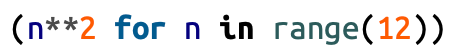 (n**2 for n in range(12))